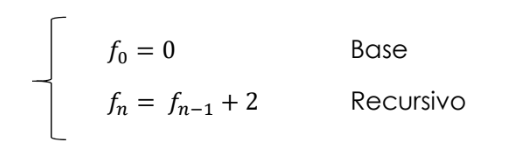 f₀ = 0 Base
fₙ = fₙ₋₁ + 2 Recursivo